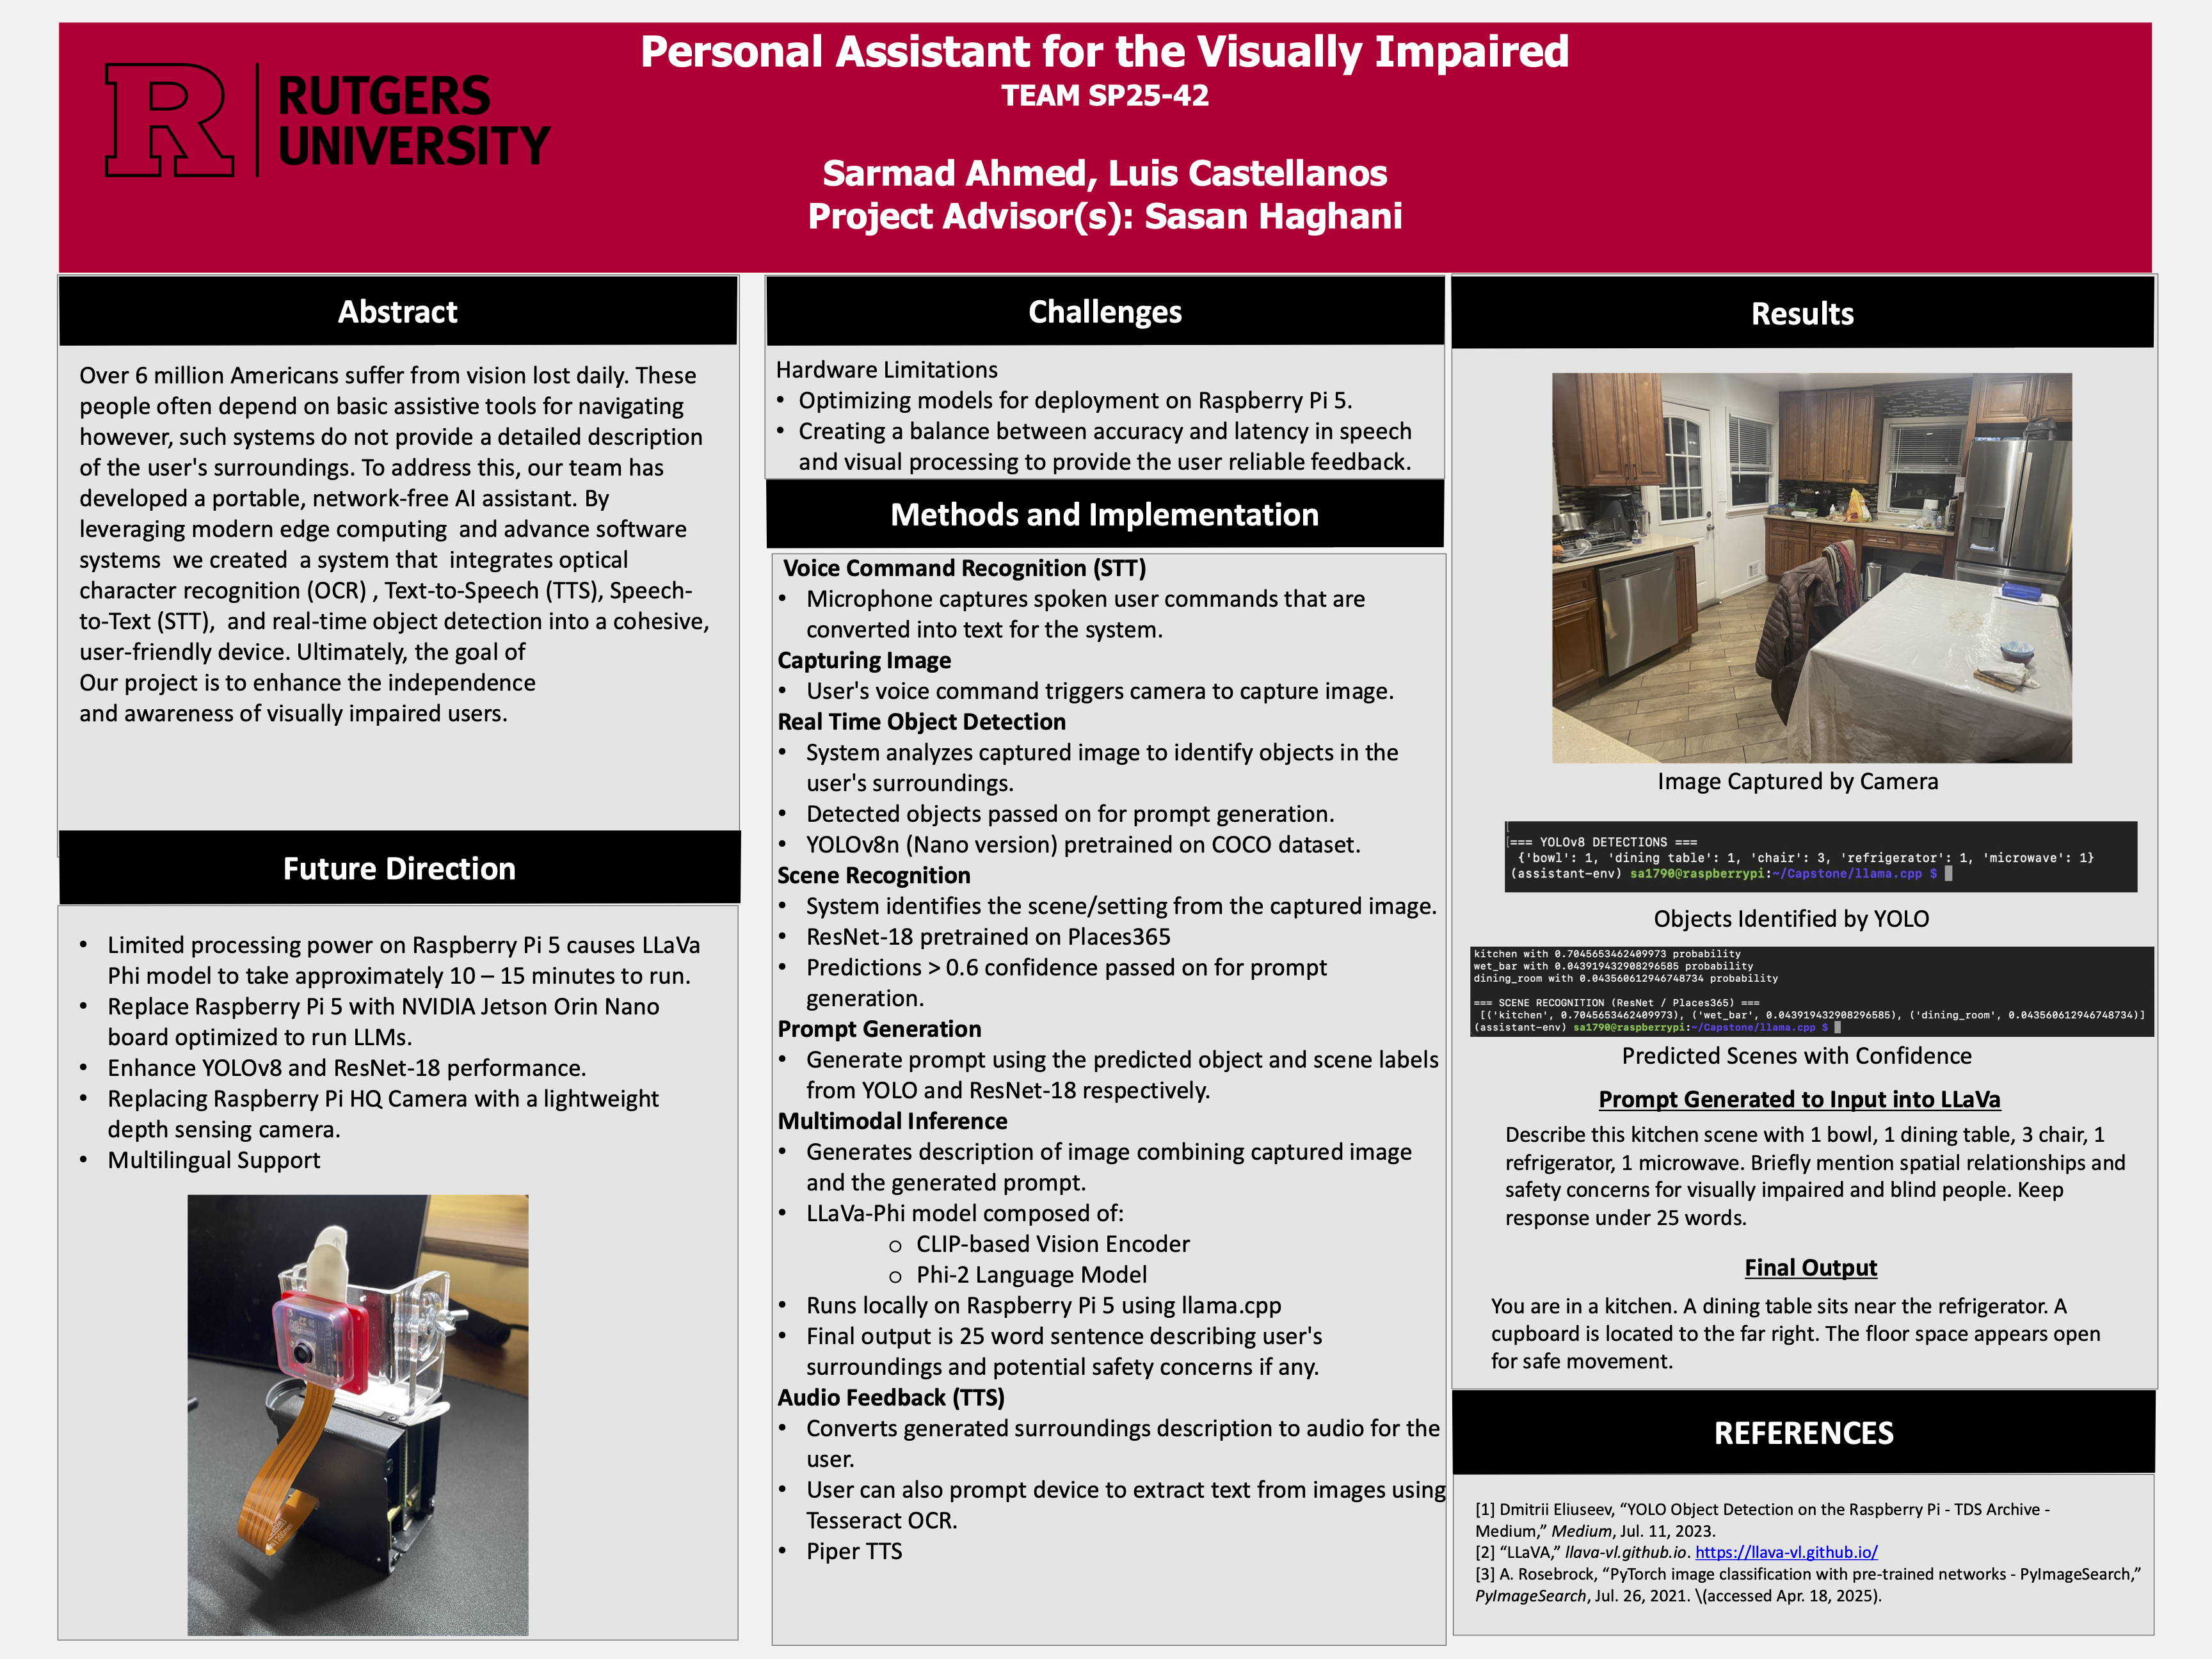 Personal Assistant for the Visually Impaired
TEAM SP25-42
RUTGERS
UNIVERSITY
Sarmad Ahmed, Luis Castellanos
Project Advisor(s): Sasan Haghani
Abstract
Over 6 million Americans suffer from vision lost daily. These
people often depend on basic assistive tools for navigating
however, such systems do not provide a detailed description
of the user's surroundings. To address this, our team has
developed a portable, network-free AI assistant. By
leveraging modern edge computing  and advance software
systems  we created  a system that  integrates optical
character recognition (OCR) , Text-to-Speech (TTS), Speech-
to-Text (STT),  and real-time object detection into a cohesive,
user-friendly device. Ultimately, the goal of
Our project is to enhance the independence
and awareness of visually impaired users.
Future Direction
• Limited processing power on Raspberry Pi 5 causes LLaVa
Phi model to take approximately 10 – 15 minutes to run.
• Replace Raspberry Pi 5 with NVIDIA Jetson Orin Nano
board optimized to run LLMs.
• Enhance YOLOv8 and ResNet-18 performance.
• Replacing Raspberry Pi HQ Camera with a lightweight
depth sensing camera.
• Multilingual Support
Challenges
Hardware Limitations
• Optimizing models for deployment on Raspberry Pi 5.
• Creating a balance between accuracy and latency in speech
and visual processing to provide the user reliable feedback.
Methods and Implementation
Voice Command Recognition (STT)
• Microphone captures spoken user commands that are
converted into text for the system.
Capturing Image
• User's voice command triggers camera to capture image.
Real Time Object Detection
• System analyzes captured image to identify objects in the
user's surroundings.
• Detected objects passed on for prompt generation.
• YOLOv8n (Nano version) pretrained on COCO dataset.
Scene Recognition
• System identifies the scene/setting from the captured image.
• ResNet-18 pretrained on Places365
• Predictions > 0.6 confidence passed on for prompt
generation.
Prompt Generation
• Generate prompt using the predicted object and scene labels
from YOLO and ResNet-18 respectively.
Multimodal Inference
• Generates description of image combining captured image
and the generated prompt.
• LLaVa-Phi model composed of:
o CLIP-based Vision Encoder
o Phi-2 Language Model
• Runs locally on Raspberry Pi 5 using llama.cpp
• Final output is 25 word sentence describing user's
surroundings and potential safety concerns if any.
Audio Feedback (TTS)
• Converts generated surroundings description to audio for the
user.
• User can also prompt device to extract text from images using
Tesseract OCR.
• Piper TTS
Results
Image Captured by Camera
[=== YOLOv8 DETECTIONS ===
{'bowl': 1, 'dining table': 1, 'chair': 3, 'refrigerator': 1, 'microwave': 1}
(assistant-env) sa1790@raspberrypi:~/Capstone/llama.cpp $
Objects Identified by YOLO
kitchen with 0.7045653462409973 probability
wet_bar with 0.043919432908296585 probability
dining_room with 0.043560612946748734 probability
=== SCENE RECOGNITION (ResNet / Places365) ===
[('kitchen', 0.7045653462409973), ('wet_bar', 0.043919432908296585), ('dining_room', 0.043560612946748734)]
(assistant-env) sa1790@raspberrypi:~/Capstone/llama.cpp $
Predicted Scenes with Confidence
Prompt Generated to Input into LLaVa
Describe this kitchen scene with 1 bowl, 1 dining table, 3 chair, 1
refrigerator, 1 microwave. Briefly mention spatial relationships and
safety concerns for visually impaired and blind people. Keep
response under 25 words.
Final Output
You are in a kitchen. A dining table sits near the refrigerator. A
cupboard is located to the far right. The floor space appears open
for safe movement.
REFERENCES
[1] Dmitrii Eliuseev, “YOLO Object Detection on the Raspberry Pi - TDS Archive -
Medium,” Medium, Jul. 11, 2023.
[2] “LLaVA,” llava-vl.github.io. https://llava-vl.github.io/
[3] A. Rosebrock, “PyTorch image classification with pre-trained networks - PyImageSearch,”
PyImageSearch, Jul. 26, 2021. \(accessed Apr. 18, 2025).